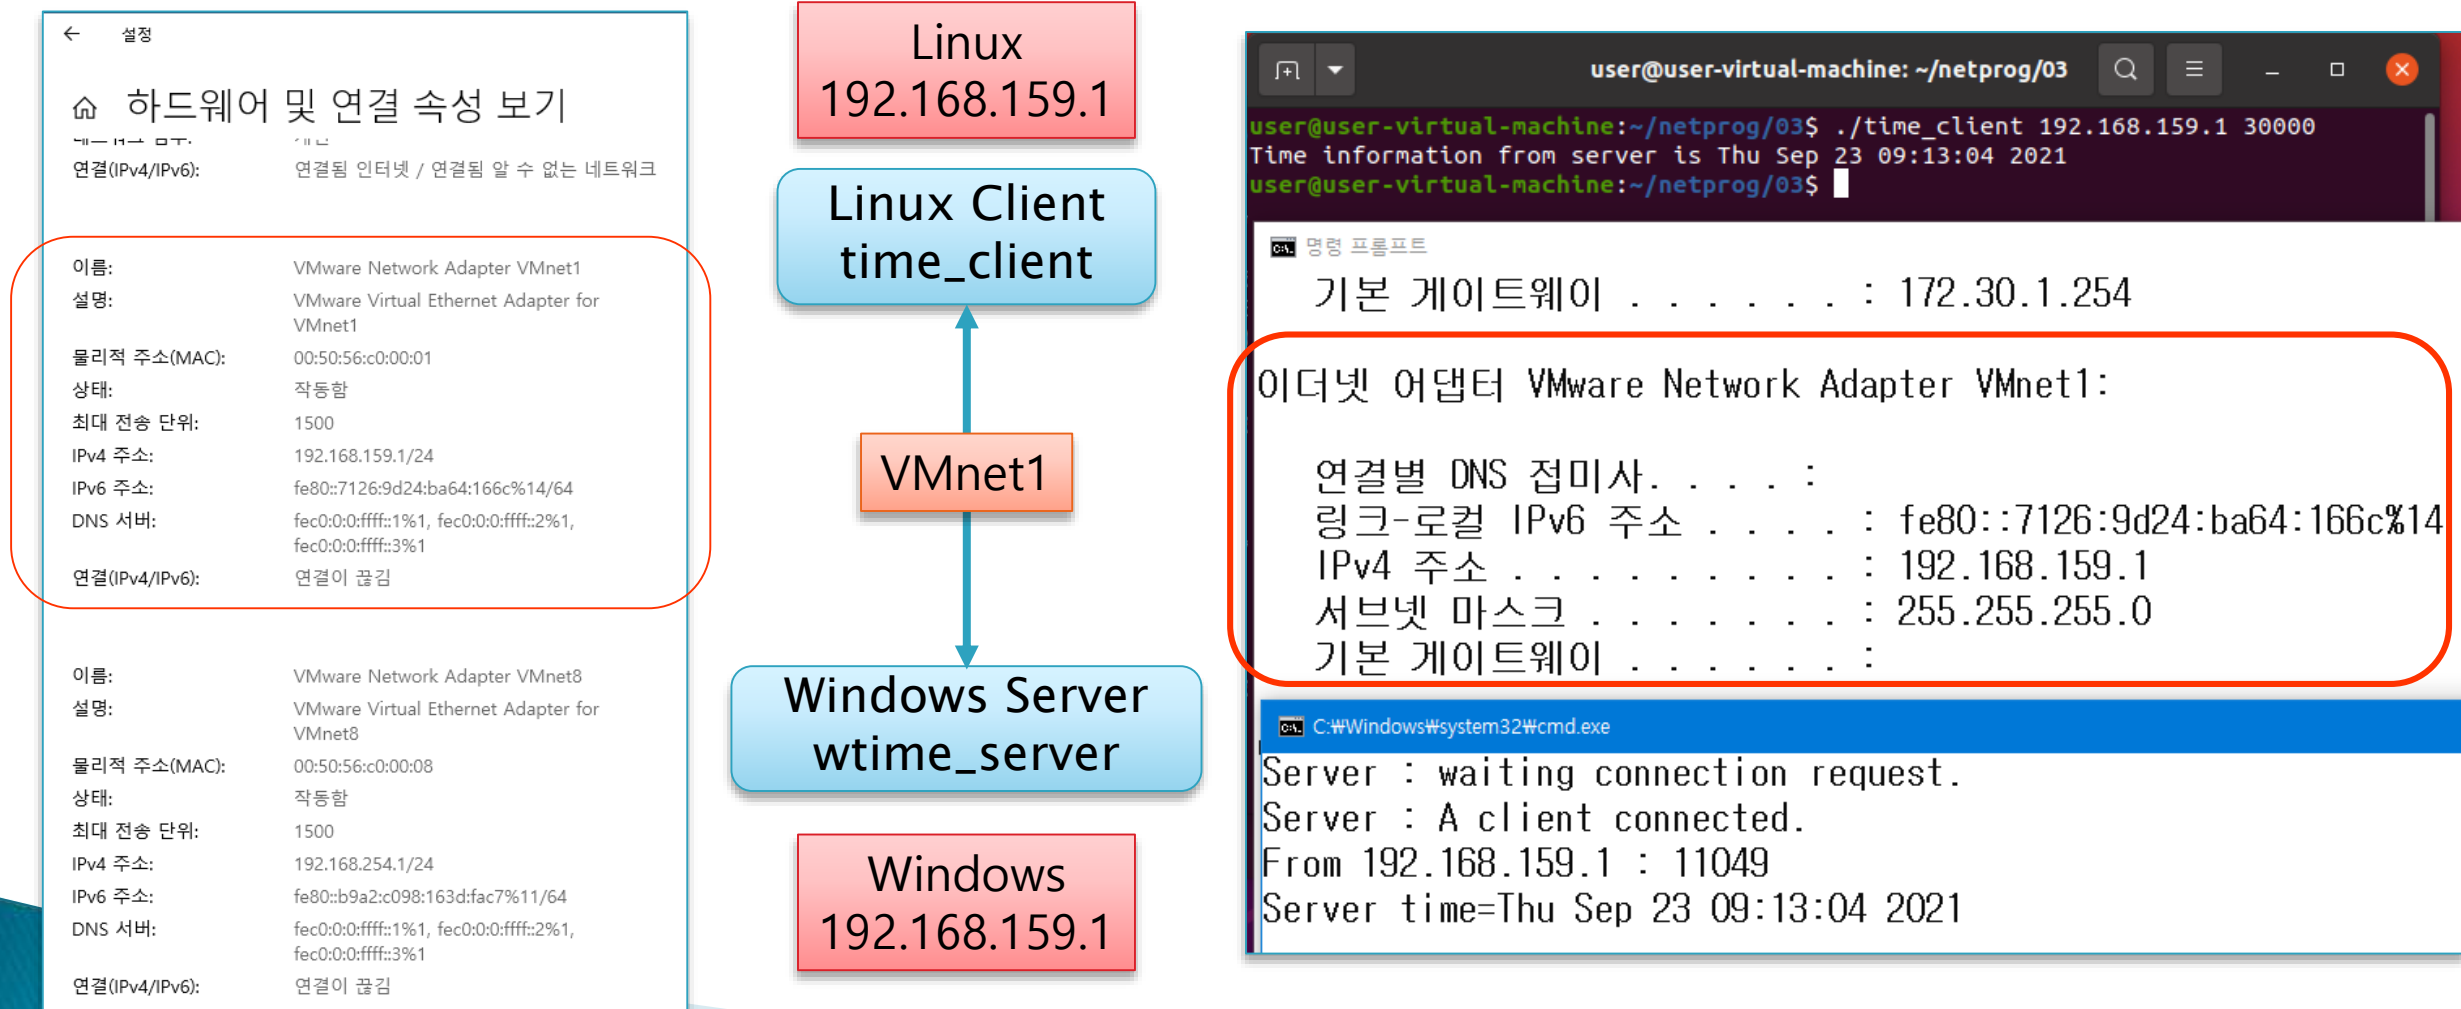 ← 설정
하드웨어 및 연결 속성 보기
연결(IPv4/IPv6): 연결됨 인터넷 / 연결됨 알 수 없는 네트워크
이름: VMware Network Adapter VMnet1
설명: VMware Virtual Ethernet Adapter for
VMnet1
물리적 주소(MAC): 00:50:56:c0:00:01
상태: 작동함
최대 전송 단위: 1500
IPv4 주소: 192.168.159.1/24
IPv6 주소: fe80::7126:9d24:ba64:166c%14/64
DNS 서버: fec0:0:0:ffff::1%1, fec0:0:0:ffff::2%1,
fec0:0:0:ffff::3%1
연결(IPv4/IPv6): 연결이 끊김
이름: VMware Network Adapter VMnet8
설명: VMware Virtual Ethernet Adapter for
VMnet8
물리적 주소(MAC): 00:50:56:c0:00:08
상태: 작동함
최대 전송 단위: 1500
IPv4 주소: 192.168.254.1/24
IPv6 주소: fe80::b9a2:c098:163d:fac7%11/64
DNS 서버: fec0:0:0:ffff::1%1, fec0:0:0:ffff::2%1,
fec0:0:0:ffff::3%1
연결(IPv4/IPv6): 연결이 끊김
Linux
192.168.159.1
Linux Client
time_client
VMnet1
Windows Server
wtime_server
Windows
192.168.159.1
user@user-virtual-machine: ~/netprog/03
user@user-virtual-machine:~/netprog/03$ ./time_client 192.168.159.1 30000
Time information from server is Thu Sep 23 09:13:04 2021
user@user-virtual-machine:~/netprog/03$
명령 프롬프트
기본 게이트웨이 . . . . . . : 172.30.1.254
이더넷 어댑터 VMware Network Adapter VMnet1:
연결별 DNS 접미사. . . . :
링크-로컬 IPv6 주소 . . . . : fe80::7126:9d24:ba64:166c%14
IPv4 주소 . . . . . . . . . : 192.168.159.1
서브넷 마스크 . . . . . . . : 255.255.255.0
기본 게이트웨이 . . . . . . :
C:₩Windows₩system32₩cmd.exe
Server : waiting connection request.
Server : A client connected.
From 192.168.159.1 : 11049
Server time=Thu Sep 23 09:13:04 2021